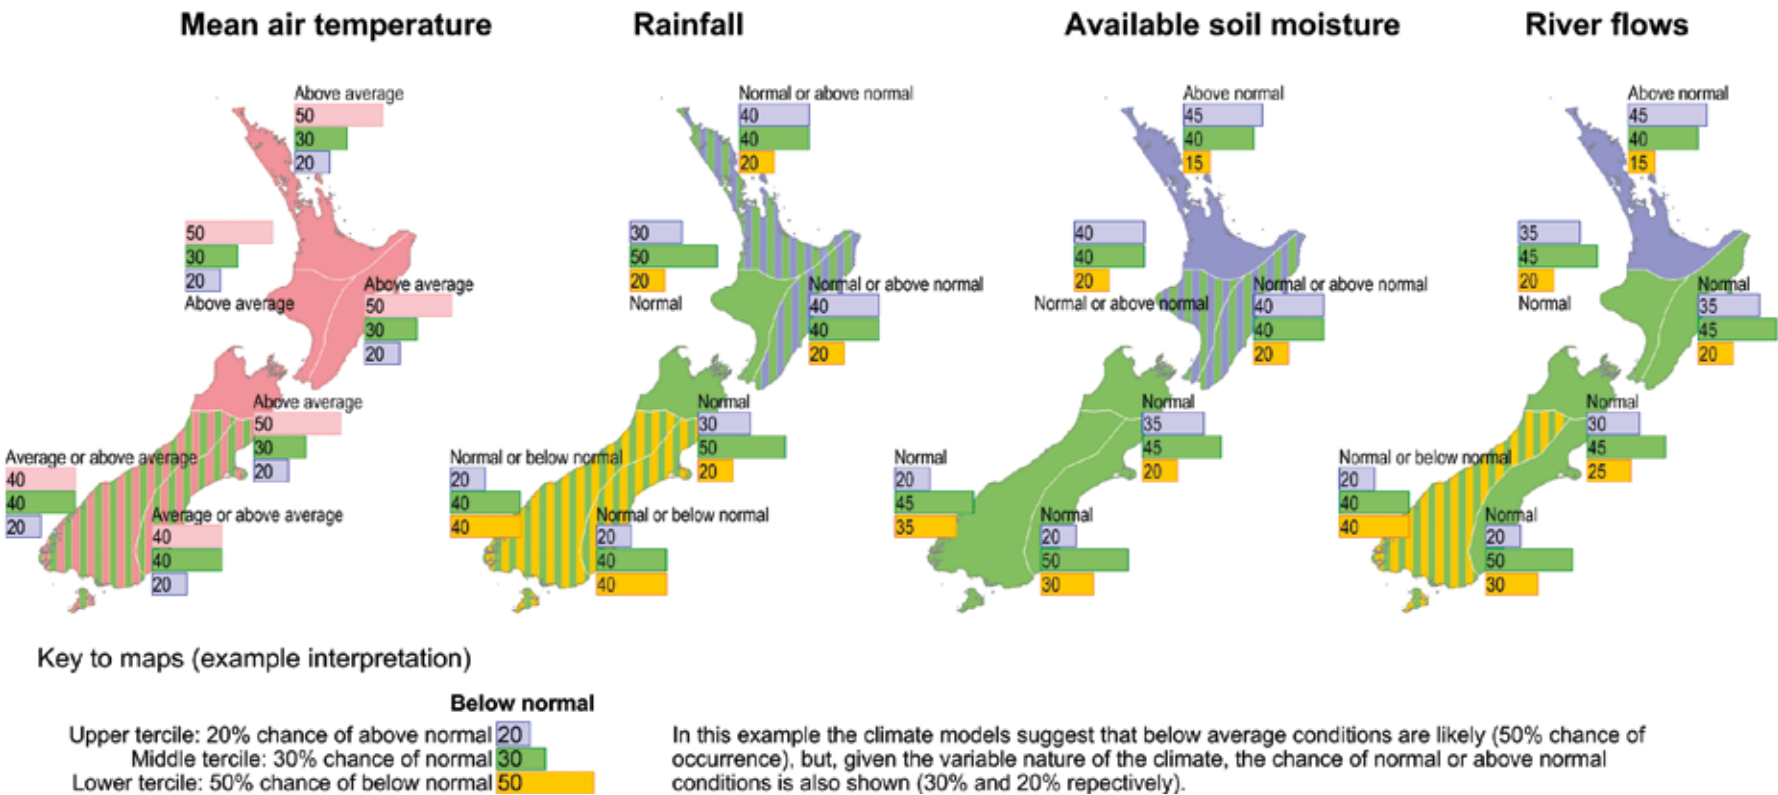 Mean air temperature
Above average
50
30
20
50
30
20
Above average
Above average
50
30
20
Above average
50
30
20
Average or above average
40
40
20
Average or above average
40
40
20
Rainfall
Normal or above normal
40
40
20
30
50
20
Normal
Normal or above normal
40
40
20
Normal
30
50
20
Normal or below normal
20
40
40
Normal or below normal
20
40
40
Available soil moisture
Above normal
45
40
15
40
40
20
Normal or above normal
Normal or above normal
40
40
20
Normal
35
45
20
Normal
20
45
35
Normal
20
50
30
River flows
Above normal
45
40
15
35
45
20
Normal
Normal
35
45
20
Normal
30
45
25
Normal or below normal
20
40
40
Normal
20
50
30
Key to maps (example interpretation)
Below normal
Upper tercile: 20% chance of above normal 20
Middle tercile: 30% chance of normal 30
Lower tercile: 50% chance of below normal 50
In this example the climate models suggest that below average conditions are likely (50% chance of
occurrence), but, given the variable nature of the climate, the chance of normal or above normal
conditions is also shown (30% and 20% repectively).